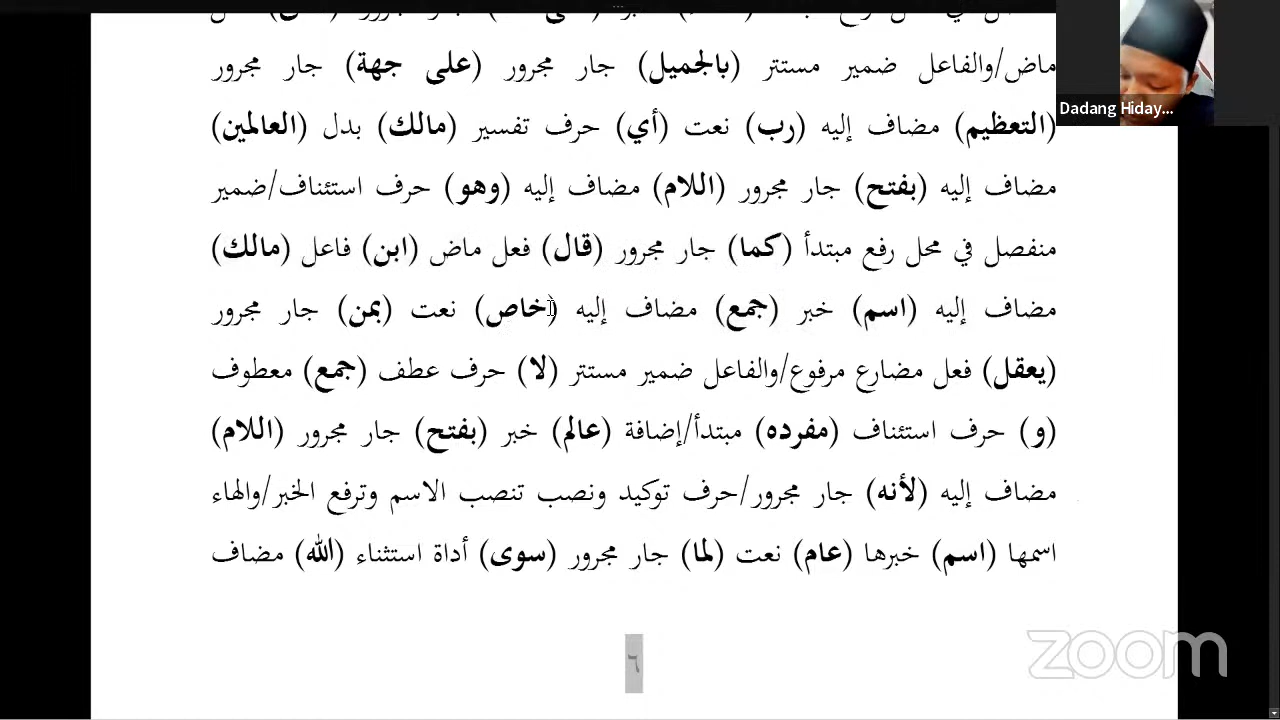 ماض/والفاعل ضمير مستتر (بالجميل) جار مجرور (على جهة) جار مجرور
(التعظيم) مضاف إليه (رب) نعت (أي) حرف تفسير (مالك) بدل (العالمين)
مضاف إليه (بفتح) جار مجرور (اللام) مضاف إليه (وهو) حرف استئناف/ضمير
منفصل في محل رفع مبتدأ (كما) جار مجرور (قال) فعل ماض (ابن) فاعل (مالك)
مضاف إليه (اسم) خبر (جمع) مضاف إليه (خاص) نعت (بمن) جار مجرور
(يعقل) فعل مضارع مرفوع/والفاعل ضمير مستتر (لا) حرف عطف (جمع) معطوف
(و) حرف استئناف (مفرده) مبتدأ/إضافة (عالم) خبر (بفتح) جار مجرور (اللام)
مضاف إليه (لأنه) جار مجرور/حرف توكيد ونصب تنصب الاسم وترفع الخبر/والهاء
اسمها (اسم) خبرها (عام) نعت (لما) جار مجرور (سوى) أداة استثناء (الله) مضاف
٦
Dadang Hiday...
zoom